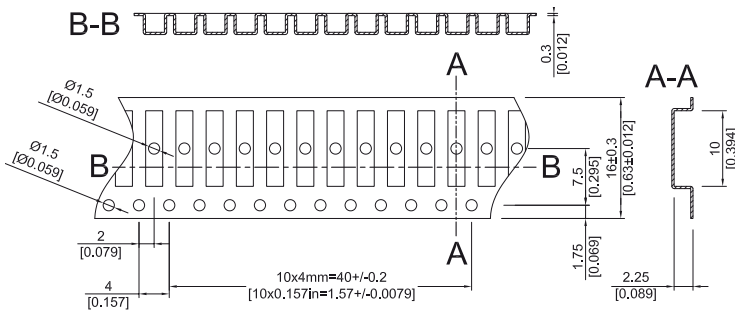 B-B
0.3
[0.012]
A
A-A
Ø1.5
[Ø0.059]
Ø1.5
[Ø0.059]
B
B
7.5
[0.295]
16±0.3
[0.63±0.012]
10
[0.394]
A
2
[0.079]
1.75
[0.069]
4
[0.157]
10x4mm=40+/-0.2
[10x0.157in=1.57+/-0.0079]
2.25
[0.089]